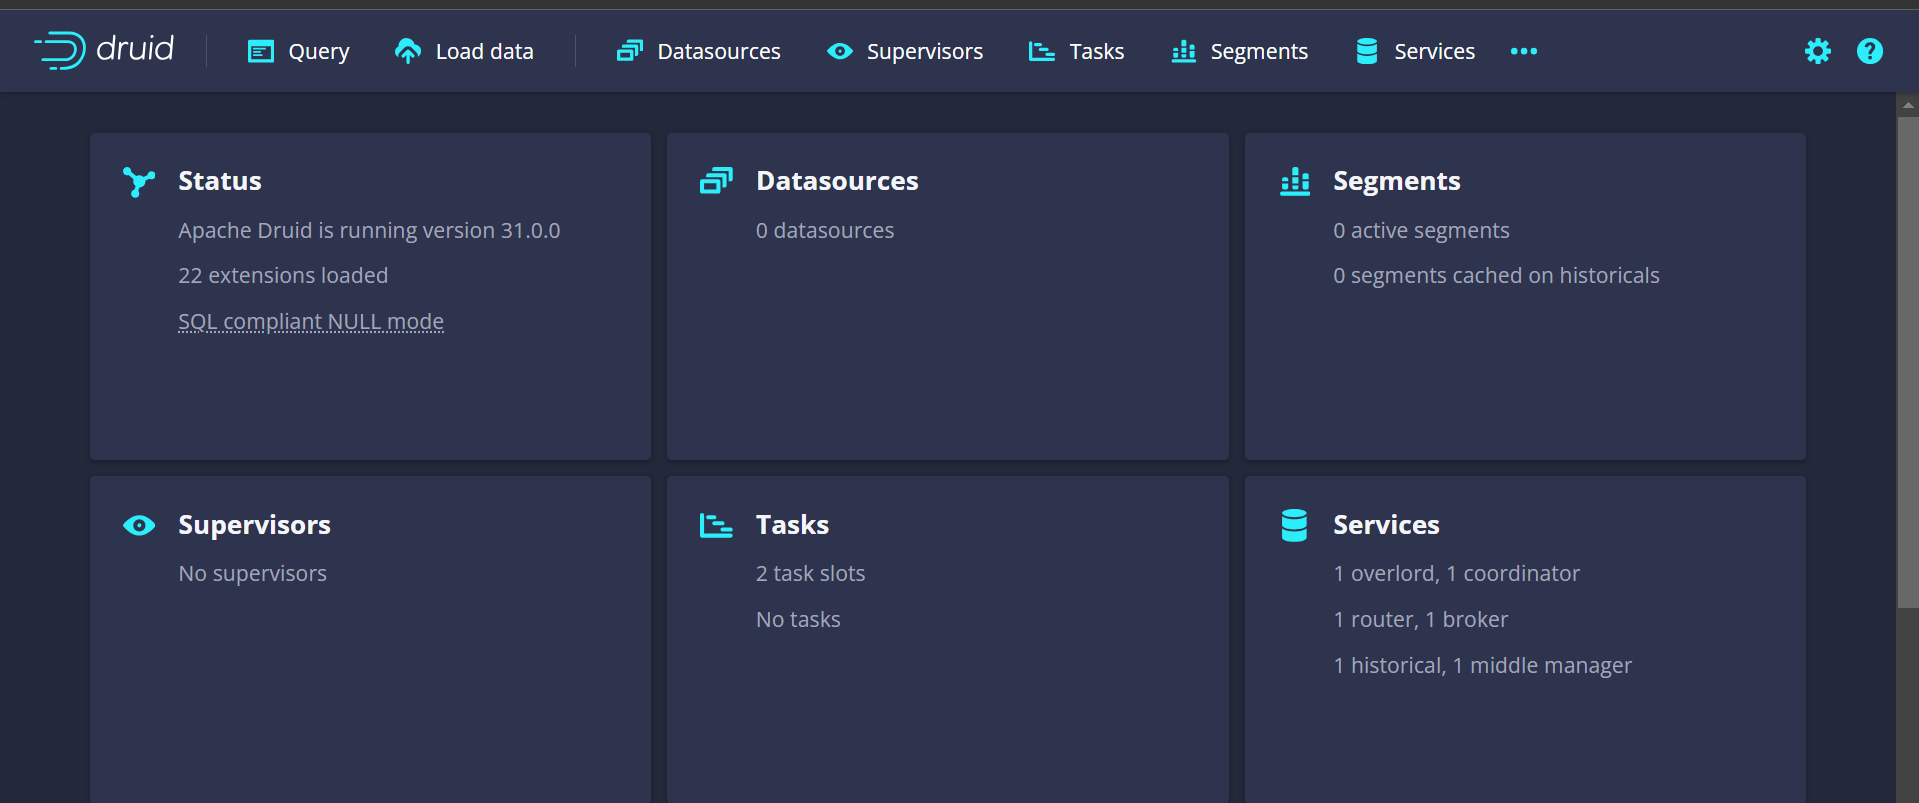 druid Query Load data Datasources Supervisors Tasks Segments Services
Status
Apache Druid is running version 31.0.0
22 extensions loaded
SQL compliant NULL mode
Datasources
0 datasources
Segments
0 active segments
0 segments cached on historicals
Supervisors
No supervisors
Tasks
2 task slots
No tasks
Services
1 overlord, 1 coordinator
1 router, 1 broker
1 historical, 1 middle manager